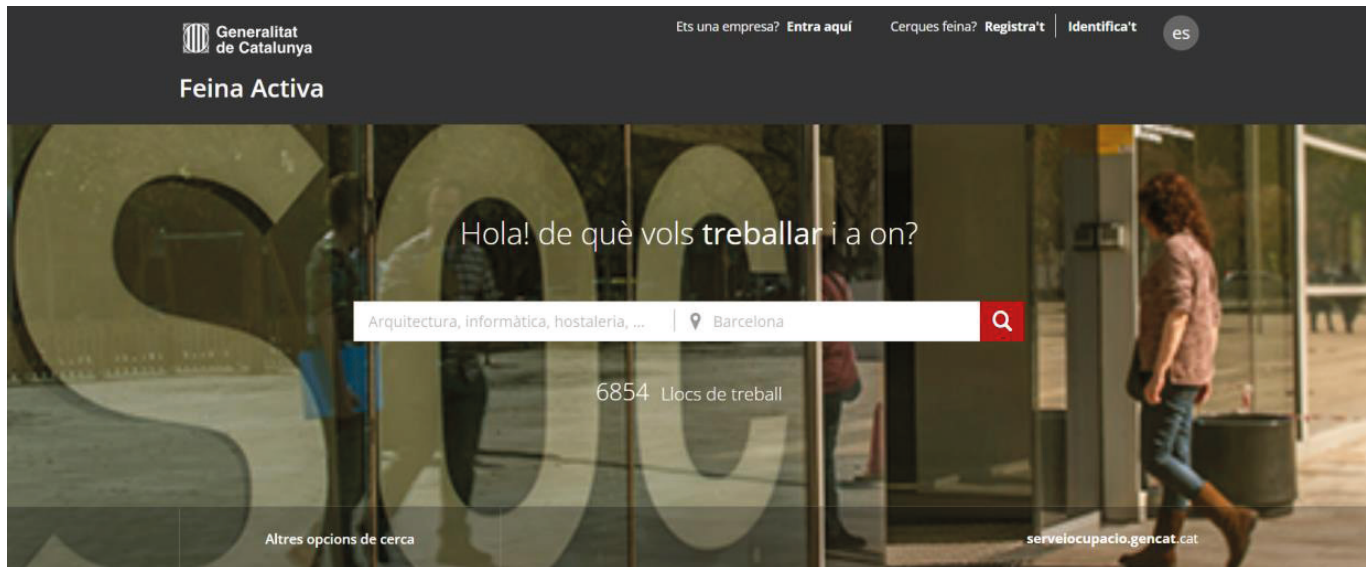 Generalitat
de Catalunya
Ets una empresa? Entra aquí
Cerques feina? Registra't
Identifica't
es
Feina Activa
SOC
Hola! de què vols treballar i a on?
Arquitectura, informàtica, hostaleria, ...
Barcelona
6854 Llocs de treball
Altres opcions de cerca
serveiocupacio.gencat.cat